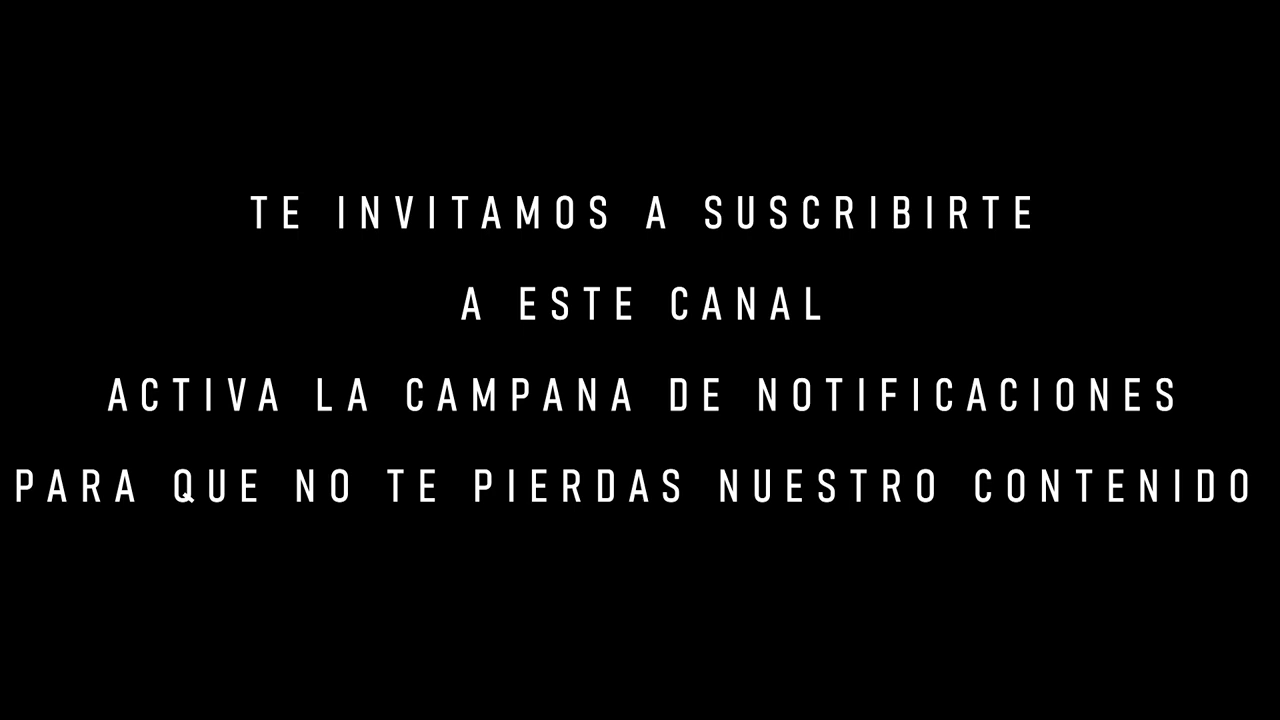 TE INVITAMOS A SUSCRIBIRTE
A ESTE CANAL
ACTIVA LA CAMPANA DE NOTIFICACIONES
PARA QUE NO TE PIERDAS NUESTRO CONTENIDO